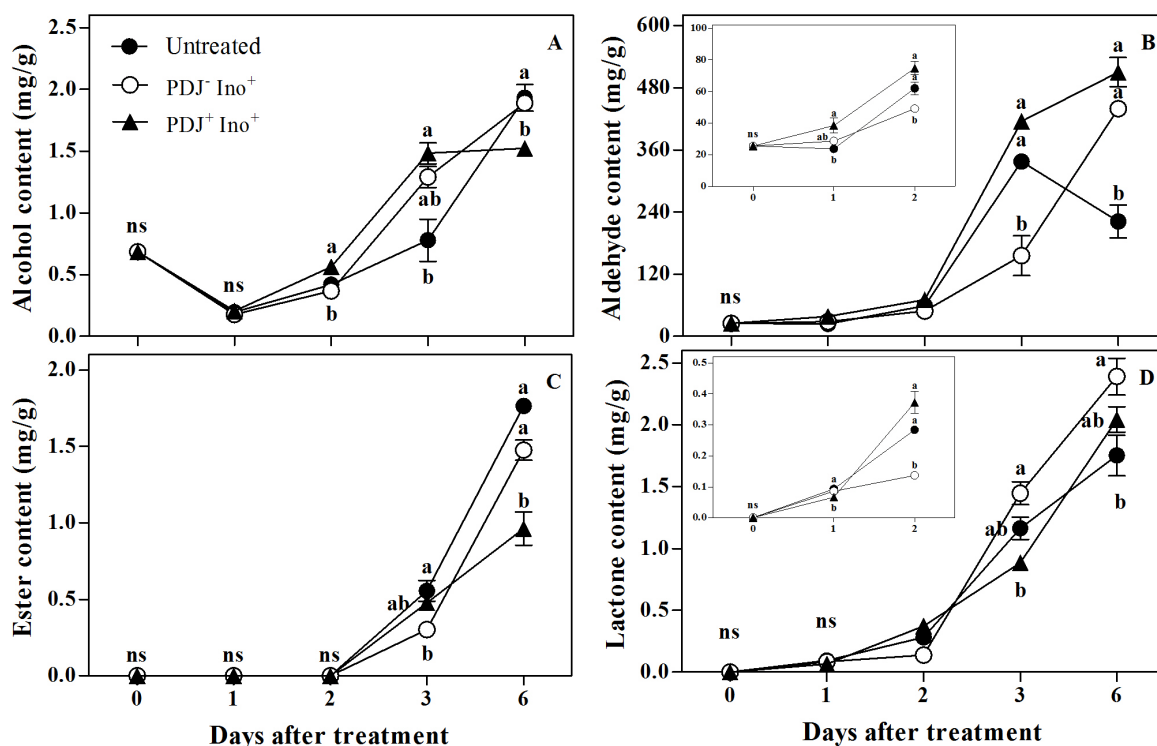 A
Alcohol content (mg/g)
2.5
2.0
1.5
1.0
0.5
0.0
Untreated
PDJ⁻ Ino⁺
PDJ⁺ Ino⁺
ns
ns
a
b
a
ab
b
a
b
B
Aldehyde content (mg/g)
600
480
360
240
120
0
ns
a
a
b
a
a
b
100
80
60
40
20
0
ns
ab
b
a
a
b
0
1
2
C
Ester content (mg/g)
2.0
1.5
1.0
0.5
0.0
ns
ns
ns
a
ab
b
a
a
b
0
1
2
3
6
Days after treatment
D
Lactone content (mg/g)
2.5
2.0
1.5
1.0
0.5
0.0
ns
ns
a
ab
b
a
ab
b
0.5
0.4
0.3
0.2
0.1
0.0
ns
a
b
a
a
b
0
1
2
0
1
2
3
6
Days after treatment